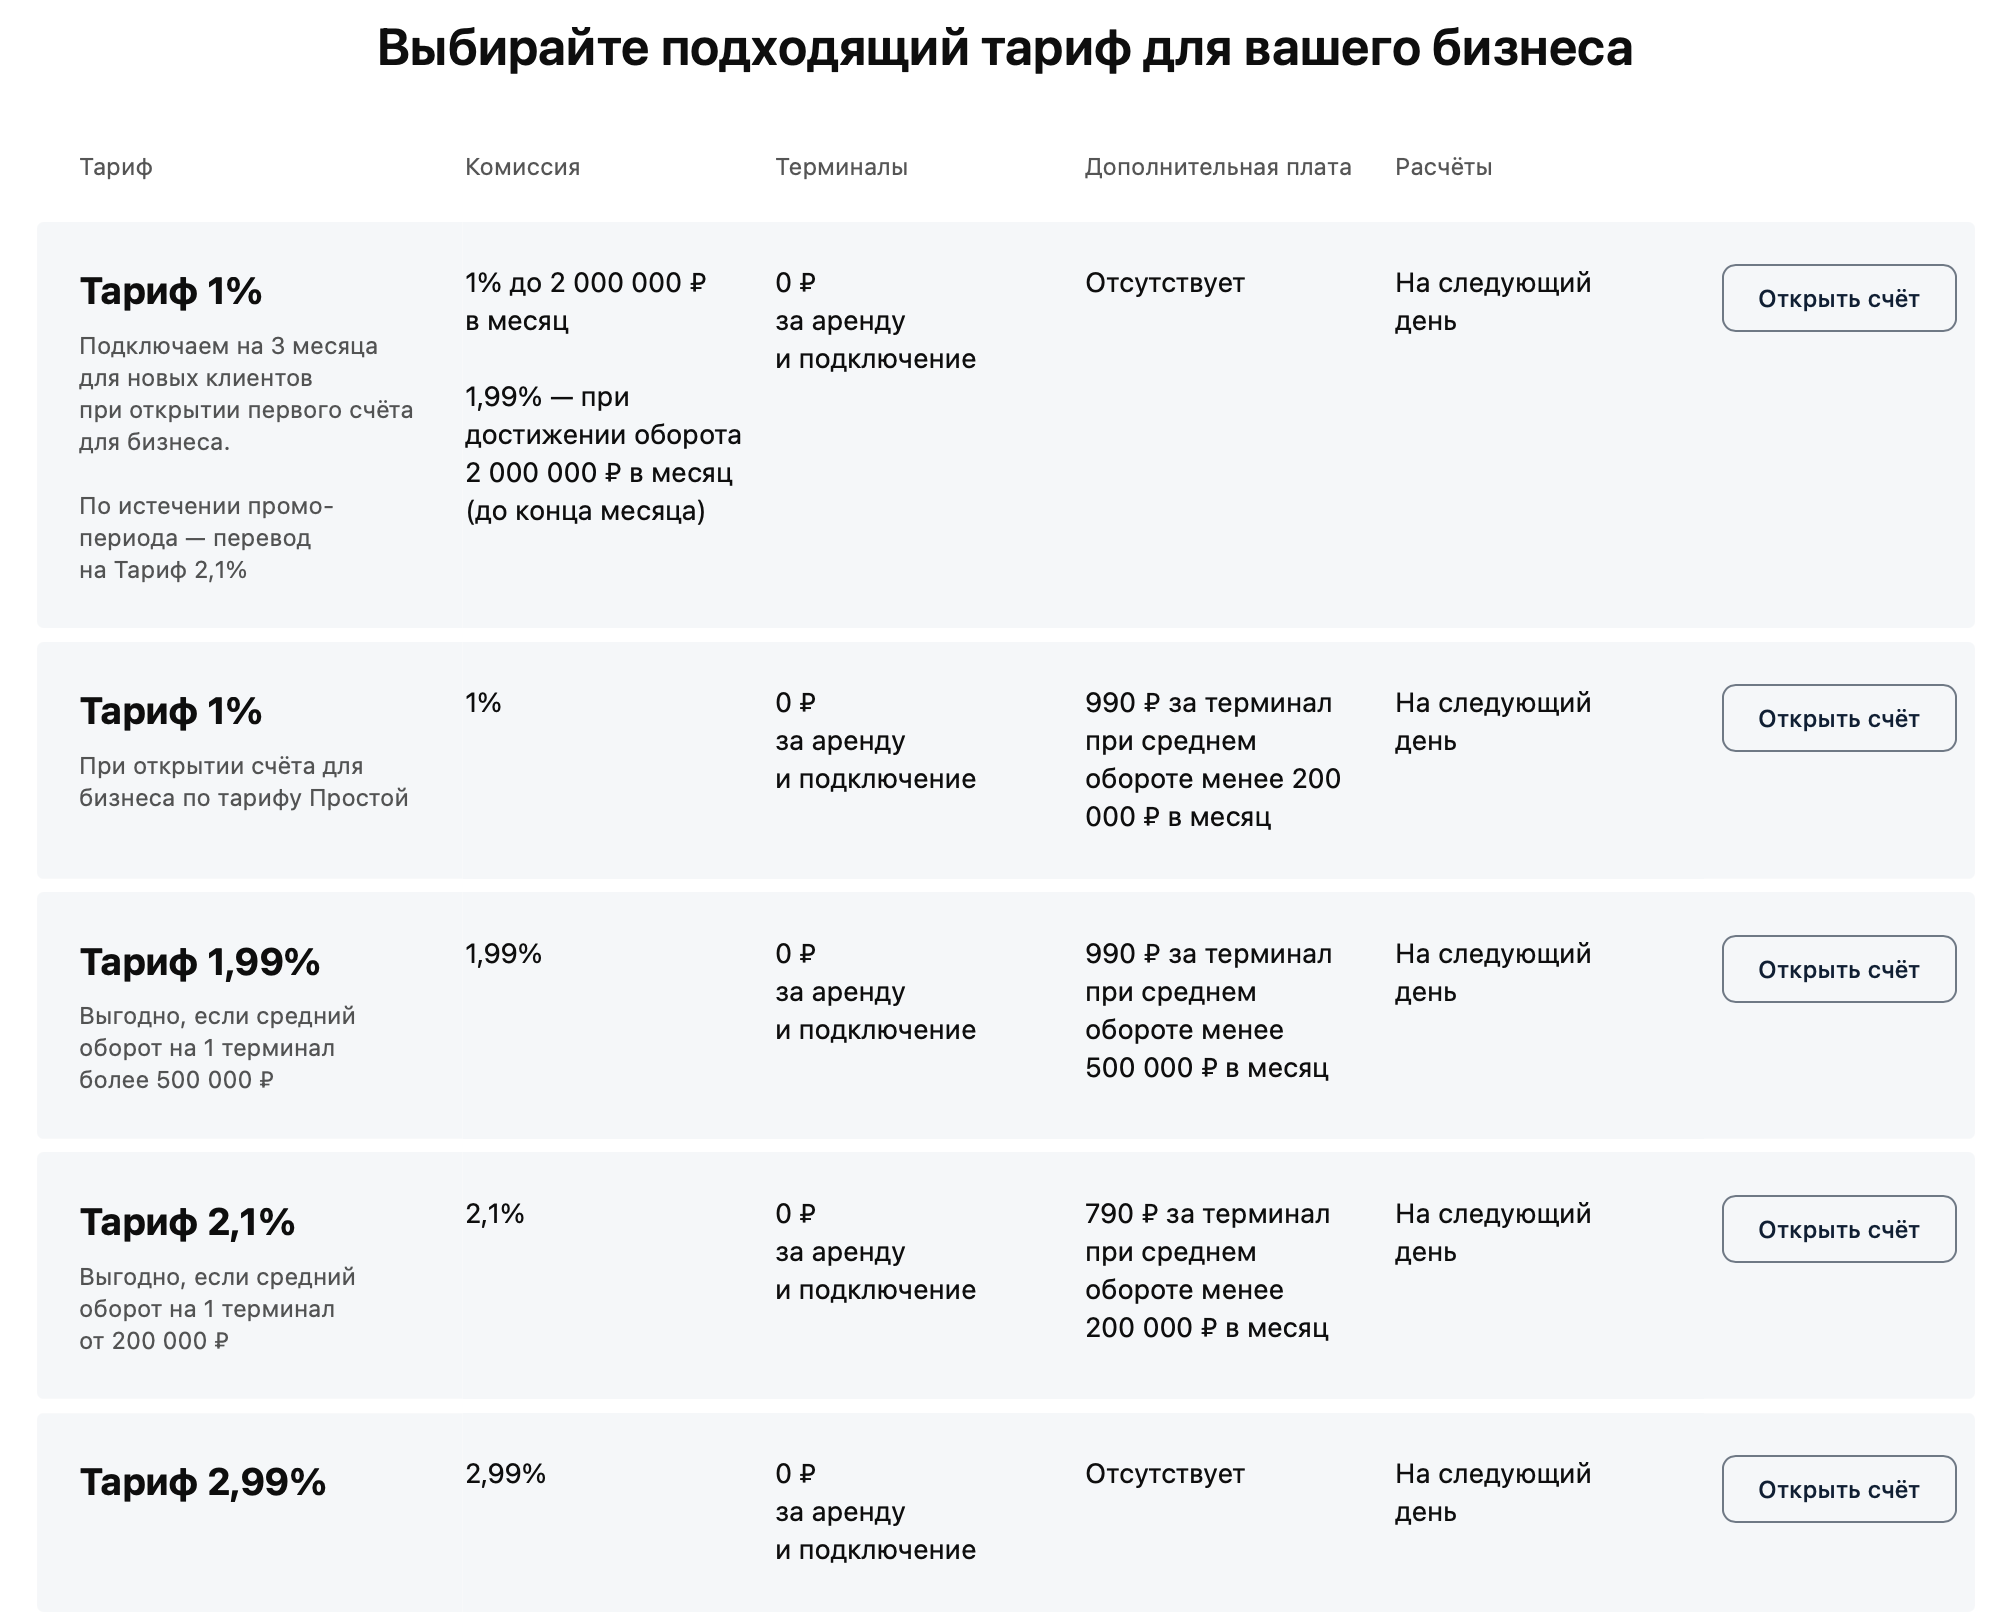 Выбирайте подходящий тариф для вашего бизнеса
Тариф
Комиссия
Терминалы
Дополнительная плата
Расчёты
Тариф 1%
Подключаем на 3 месяца
для новых клиентов
при открытии первого счёта
для бизнеса.
По истечении промо-
периода — перевод
на Тариф 2,1%
1% до 2 000 000 ₽
в месяц
1,99% — при
достижении оборота
2 000 000 ₽ в месяц
(до конца месяца)
0 ₽
за аренду
и подключение
Отсутствует
На следующий
день
Открыть счёт
Тариф 1%
При открытии счёта для
бизнеса по тарифу Простой
1%
0 ₽
за аренду
и подключение
990 ₽ за терминал
при среднем
обороте менее 200
000 ₽ в месяц
На следующий
день
Открыть счёт
Тариф 1,99%
Выгодно, если средний
оборот на 1 терминал
более 500 000 ₽
1,99%
0 ₽
за аренду
и подключение
990 ₽ за терминал
при среднем
обороте менее
500 000 ₽ в месяц
На следующий
день
Открыть счёт
Тариф 2,1%
Выгодно, если средний
оборот на 1 терминал
от 200 000 ₽
2,1%
0 ₽
за аренду
и подключение
790 ₽ за терминал
при среднем
обороте менее
200 000 ₽ в месяц
На следующий
день
Открыть счёт
Тариф 2,99%
2,99%
0 ₽
за аренду
и подключение
Отсутствует
На следующий
день
Открыть счёт